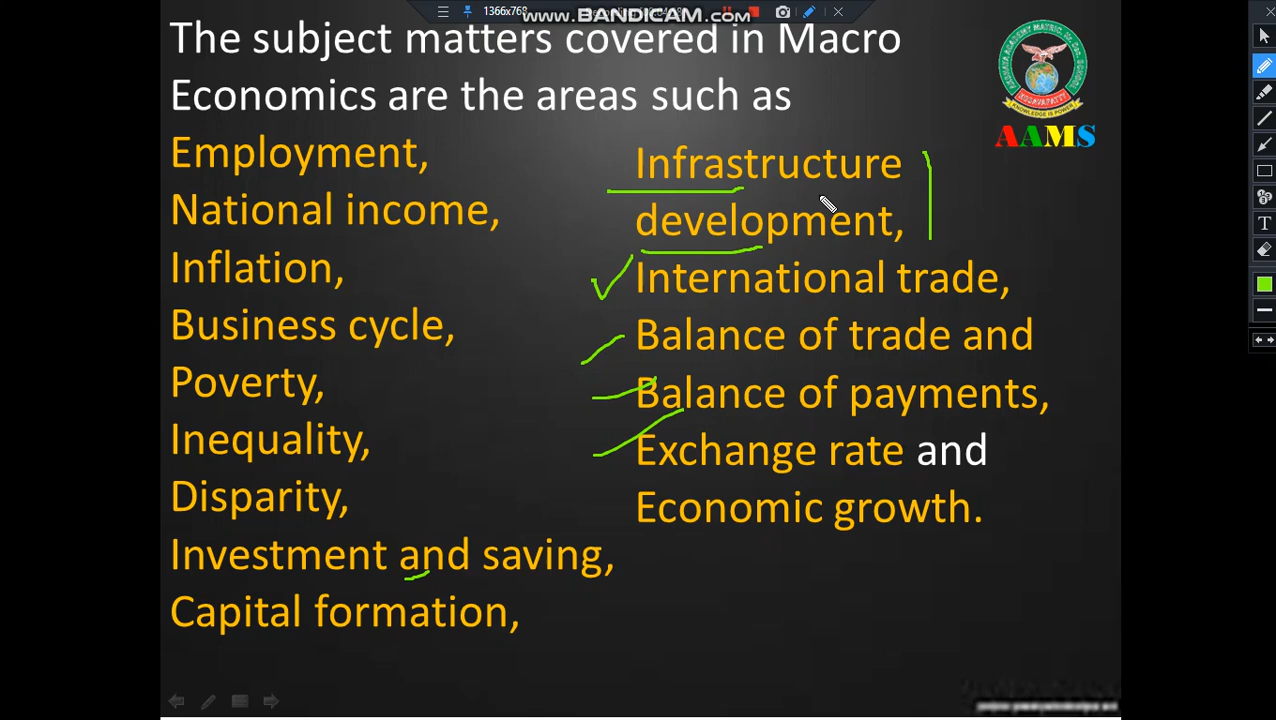 1366x768
www.BANDICAM.com
The subject matters covered in Macro
Economics are the areas such as
Employment,
National income,
Inflation,
Business cycle,
Poverty,
Inequality,
Disparity,
Investment and saving,
Capital formation,
Infrastructure
development,
International trade,
Balance of trade and
Balance of payments,
Exchange rate and
Economic growth.
AAMS